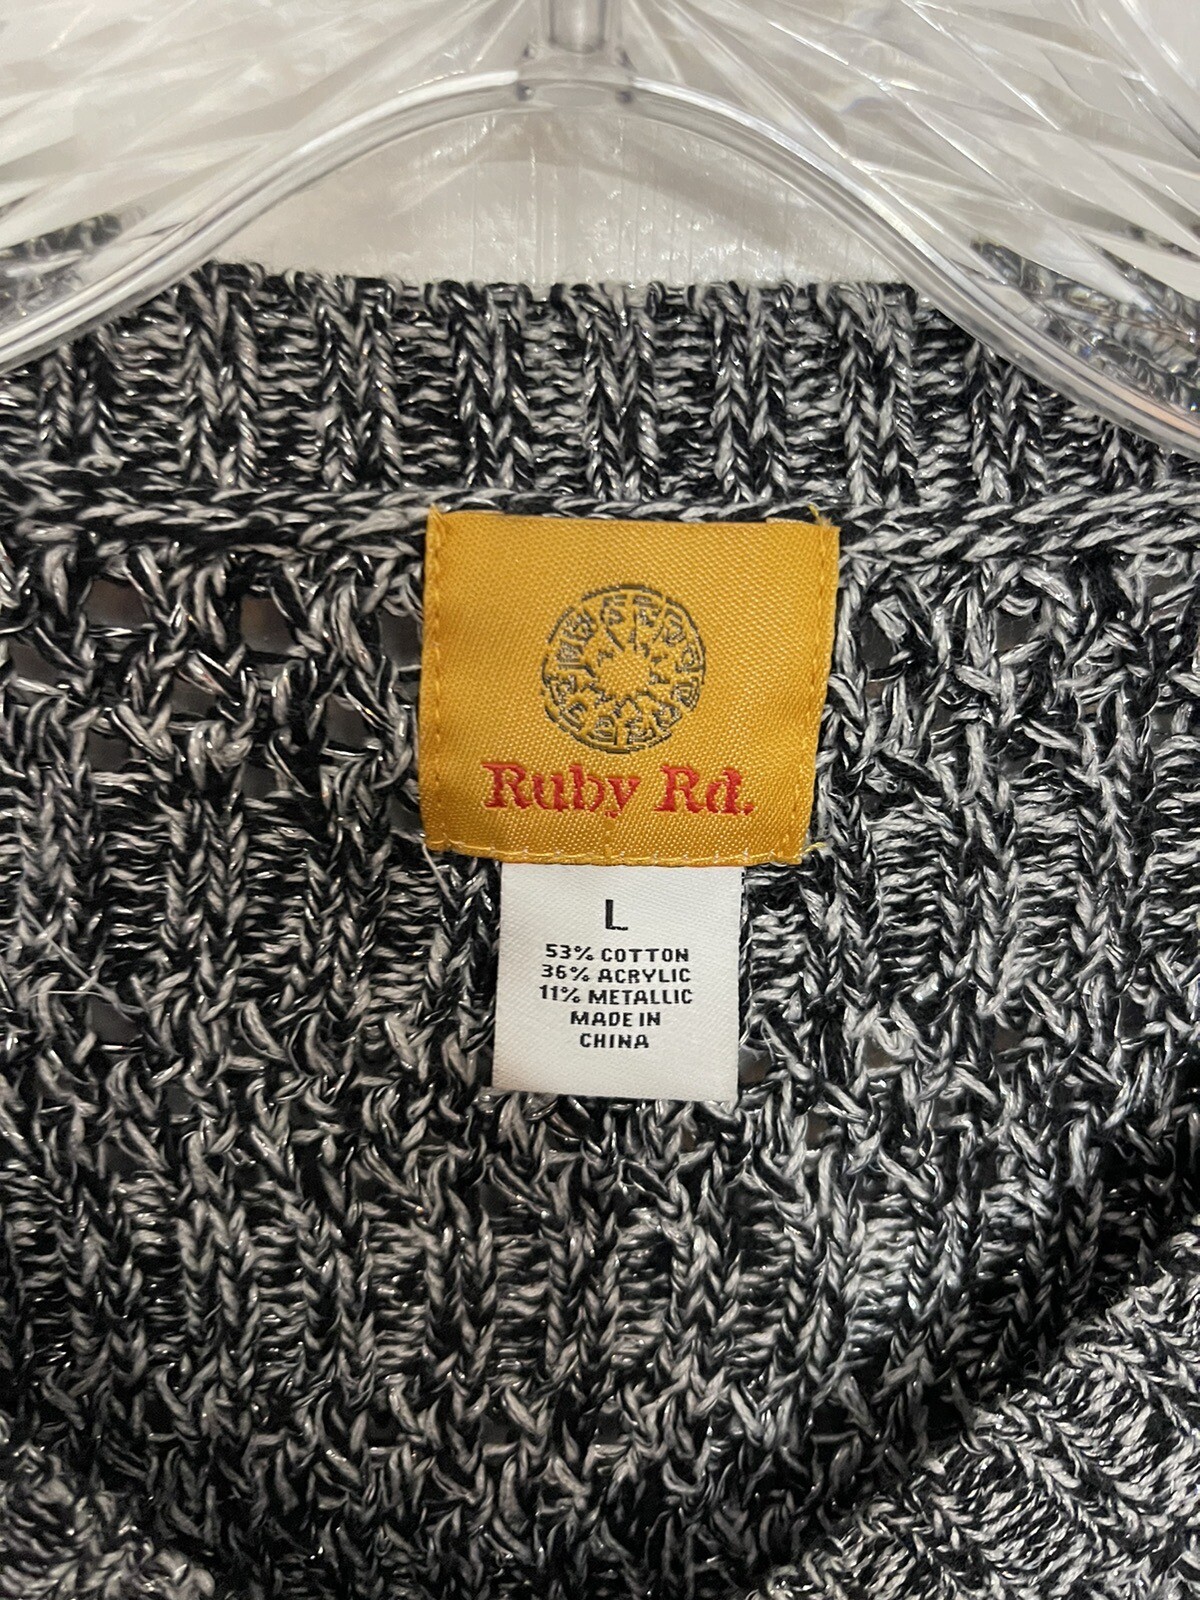 Ruby Rd.
L
53% COTTON
36% ACRYLIC
11% METALLIC
MADE IN
CHINA